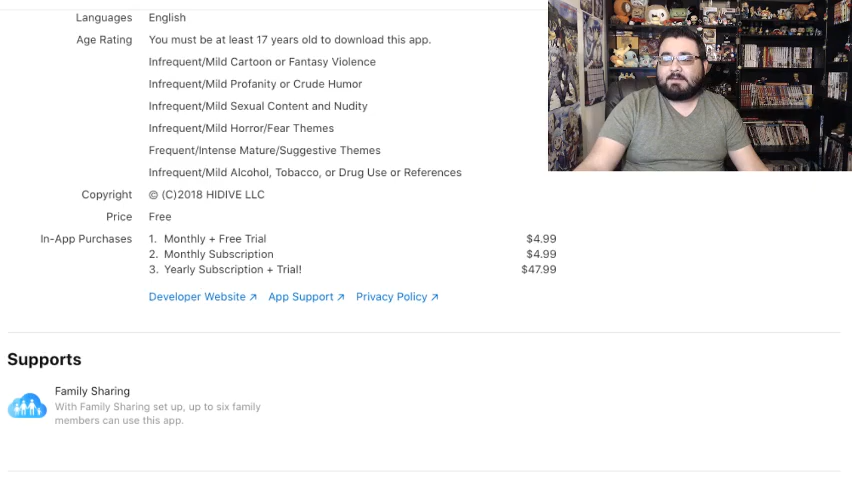 Languages English
Age Rating You must be at least 17 years old to download this app.
Infrequent/Mild Cartoon or Fantasy Violence
Infrequent/Mild Profanity or Crude Humor
Infrequent/Mild Sexual Content and Nudity
Infrequent/Mild Horror/Fear Themes
Frequent/Intense Mature/Suggestive Themes
Infrequent/Mild Alcohol, Tobacco, or Drug Use or References
Copyright © (C)2018 HIDIVE LLC
Price Free
In-App Purchases 1. Monthly + Free Trial $4.99
2. Monthly Subscription $4.99
3. Yearly Subscription + Trial! $47.99
Developer Website ↗ App Support ↗ Privacy Policy ↗
Supports
Family Sharing
With Family Sharing set up, up to six family
members can use this app.